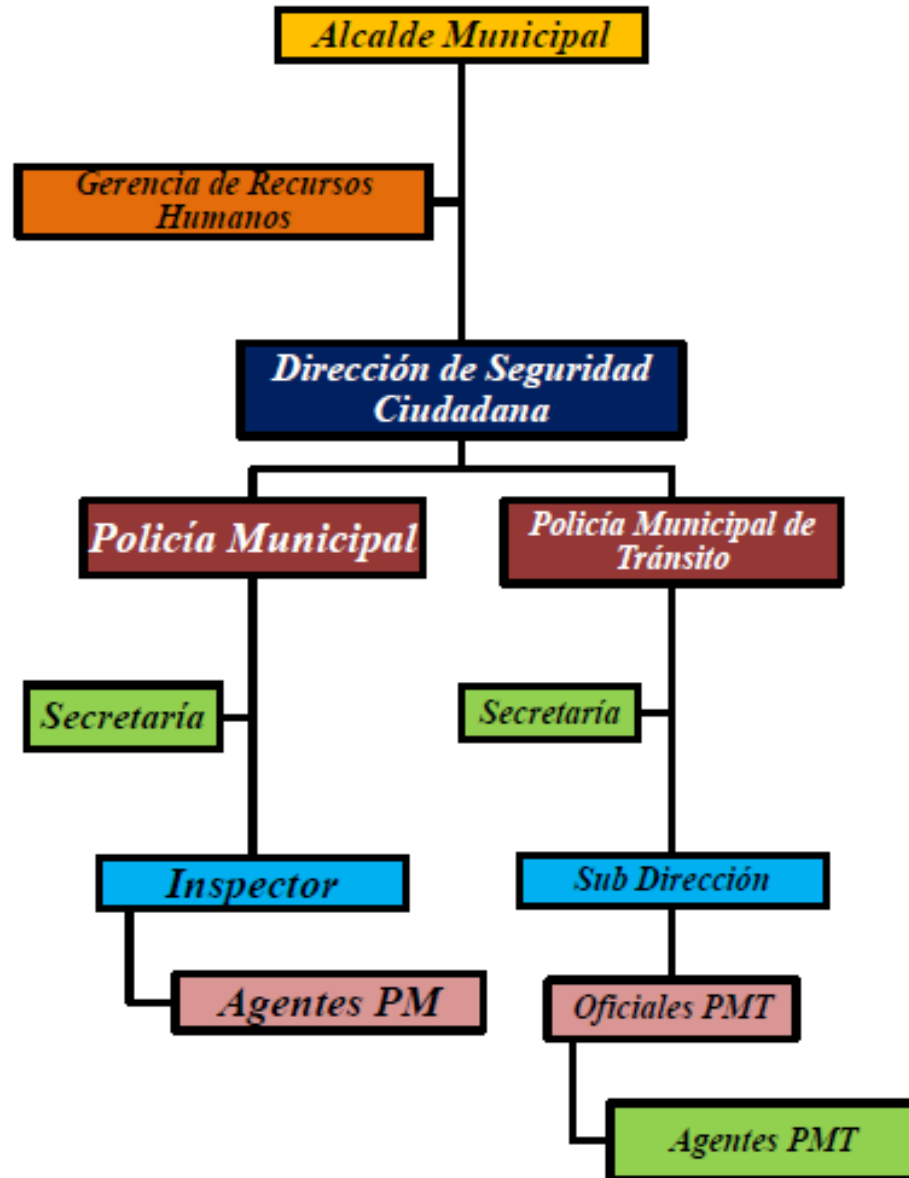 Alcalde Municipal
Gerencia de Recursos
Humanos
Dirección de Seguridad
Ciudadana
Policía Municipal
Policía Municipal de
Tránsito
Secretaría
Secretaría
Inspector
Sub Dirección
Agentes PM
Oficiales PMT
Agentes PMT